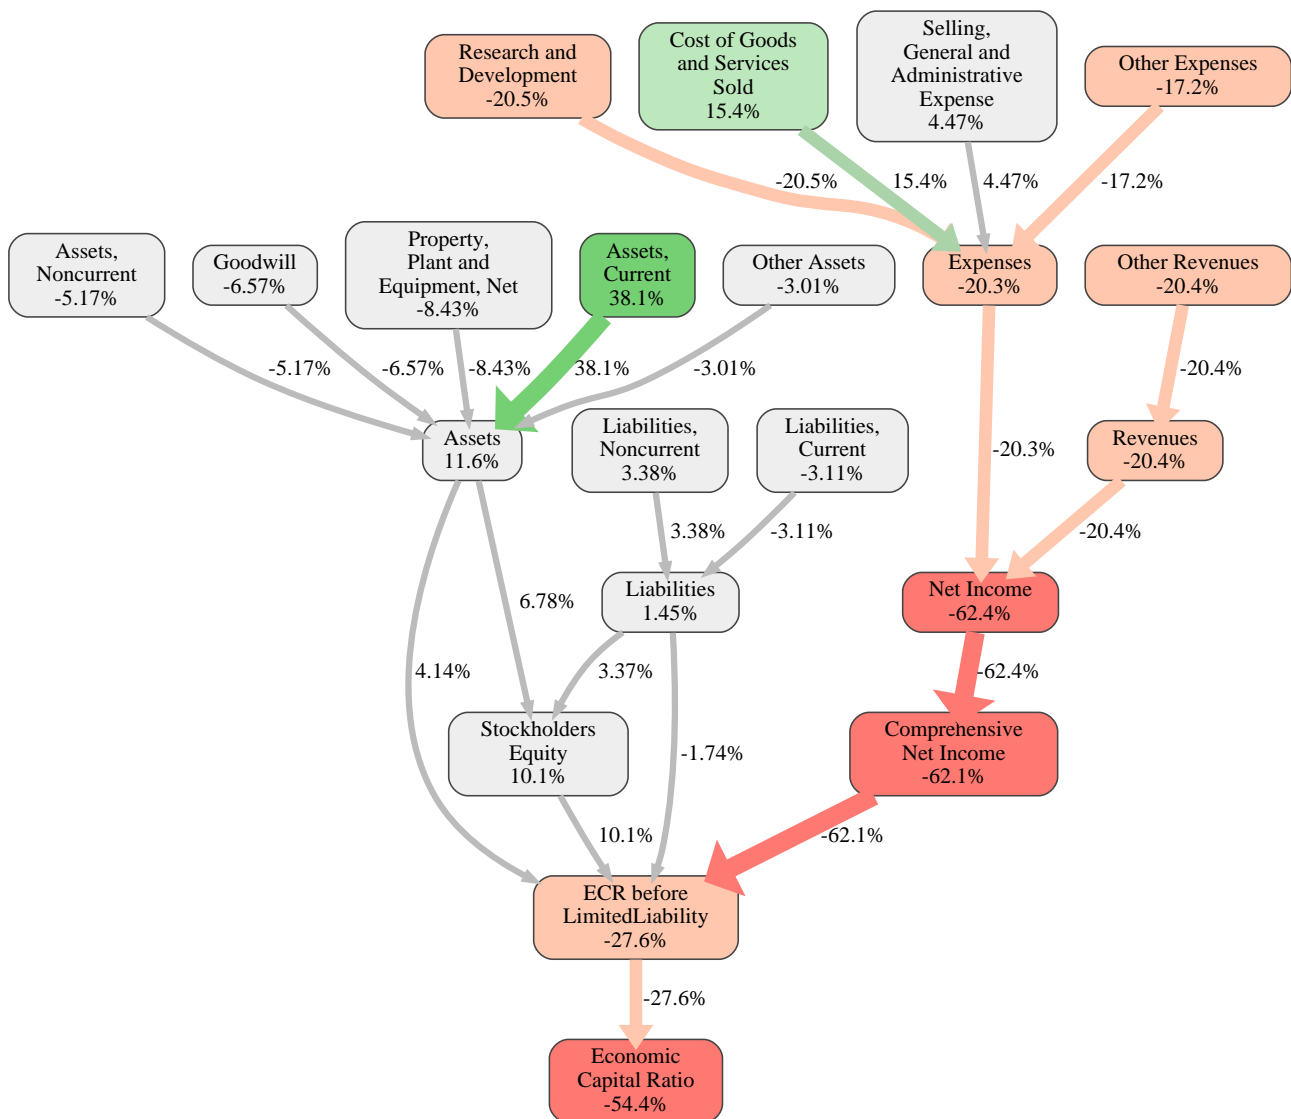 Research and
Development
-20.5%
Cost of Goods
and Services
Sold
15.4%
Selling,
General and
Administrative
Expense
4.47%
Other Expenses
-17.2%
-20.5%
15.4%
4.47%
-17.2%
Assets,
Noncurrent
-5.17%
Goodwill
-6.57%
Property,
Plant and
Equipment, Net
-8.43%
Assets,
Current
38.1%
Other Assets
-3.01%
Expenses
-20.3%
Other Revenues
-20.4%
-5.17%
-6.57%
-8.43%
38.1%
-3.01%
-20.4%
Assets
11.6%
Liabilities,
Noncurrent
3.38%
Liabilities,
Current
-3.11%
-20.3%
Revenues
-20.4%
3.38%
-3.11%
-20.4%
6.78%
Liabilities
1.45%
Net Income
-62.4%
4.14%
3.37%
-62.4%
Stockholders
Equity
10.1%
-1.74%
Comprehensive
Net Income
-62.1%
10.1%
-62.1%
ECR before
LimitedLiability
-27.6%
-27.6%
Economic
Capital Ratio
-54.4%